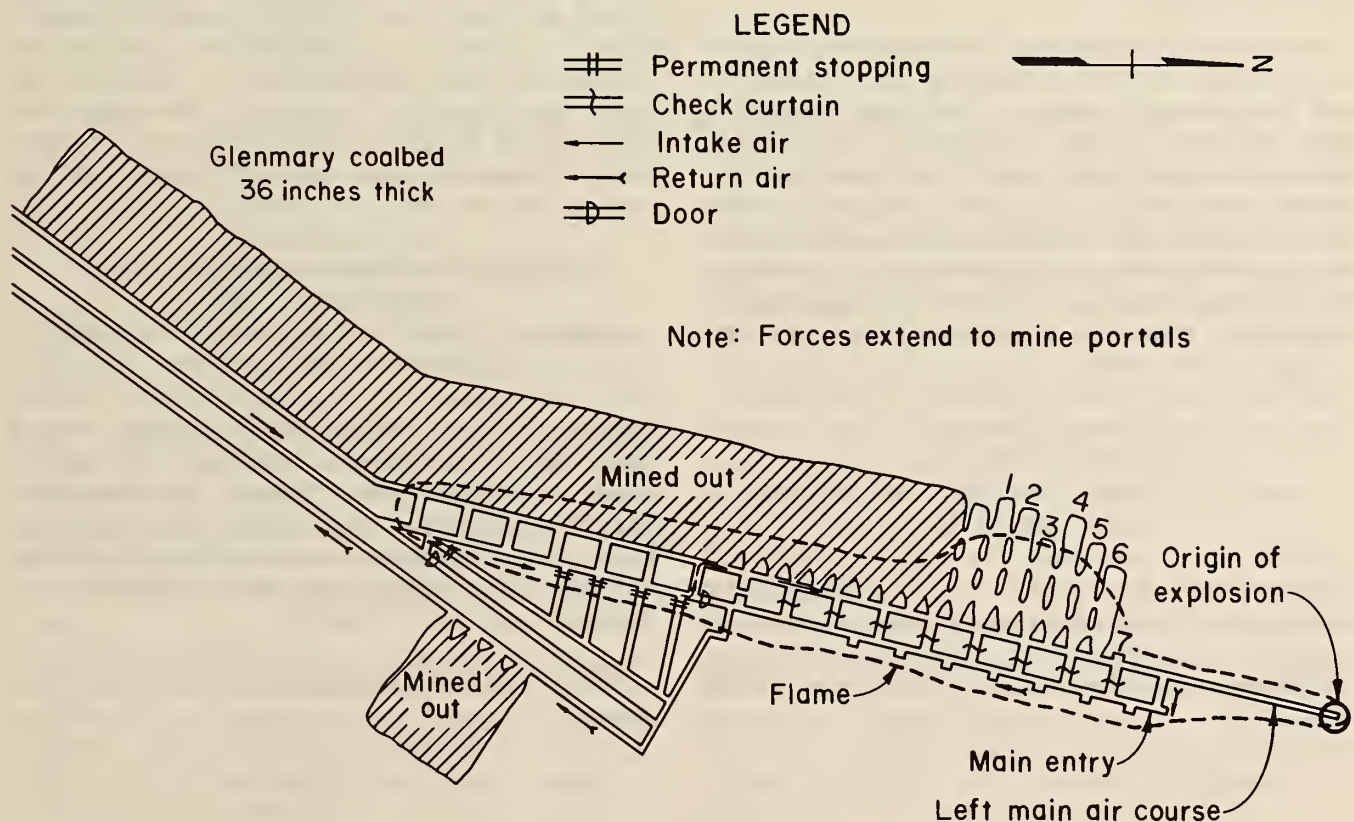 LEGEND
Permanent stopping
Check curtain
Intake air
Return air
Door
N
Glenmary coalbed
36 inches thick
Note: Forces extend to mine portals
Mined out
1
2
3
4
5
6
7
Origin of
explosion
Mined
out
Flame
Main entry
Left main air course